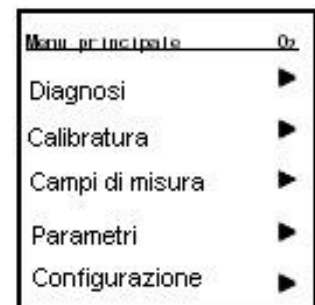 Menu principale O₂
Diagnosi
Calibratura
Campi di misura
Parametri
Configurazione